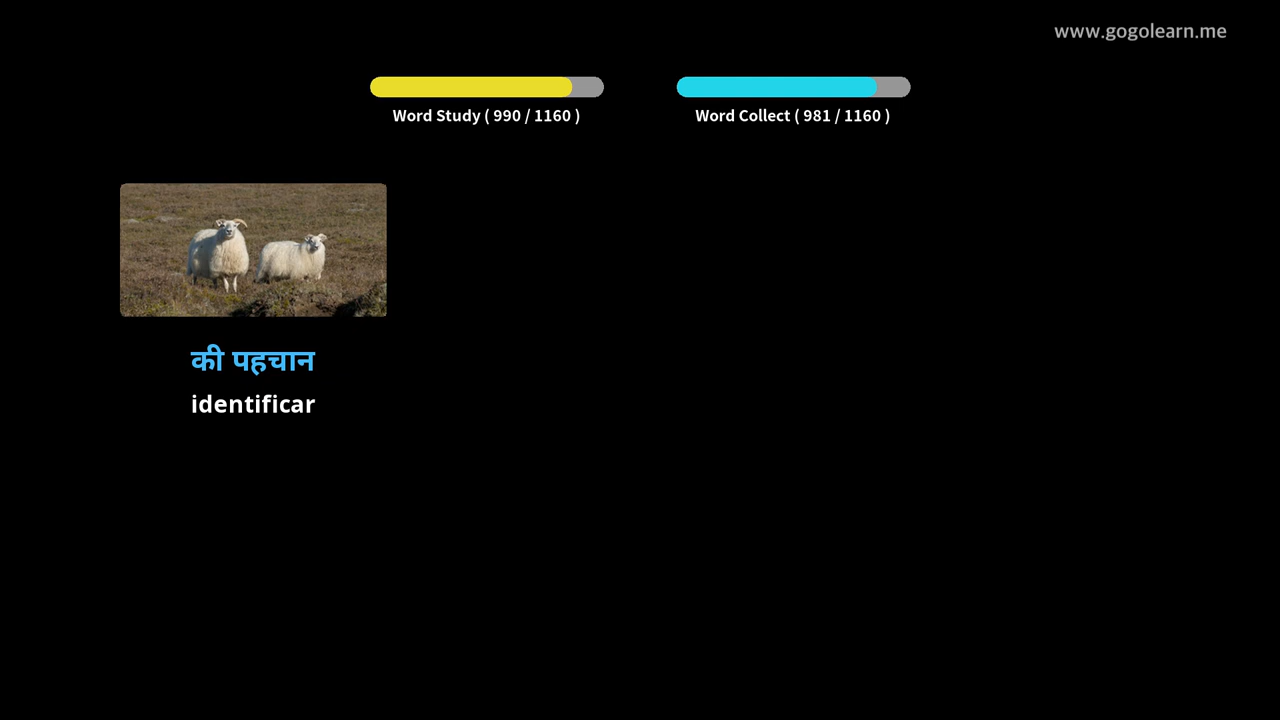 www.gogolearn.me
Word Study ( 990 / 1160 )
Word Collect ( 981 / 1160 )
की पहचान
identificar